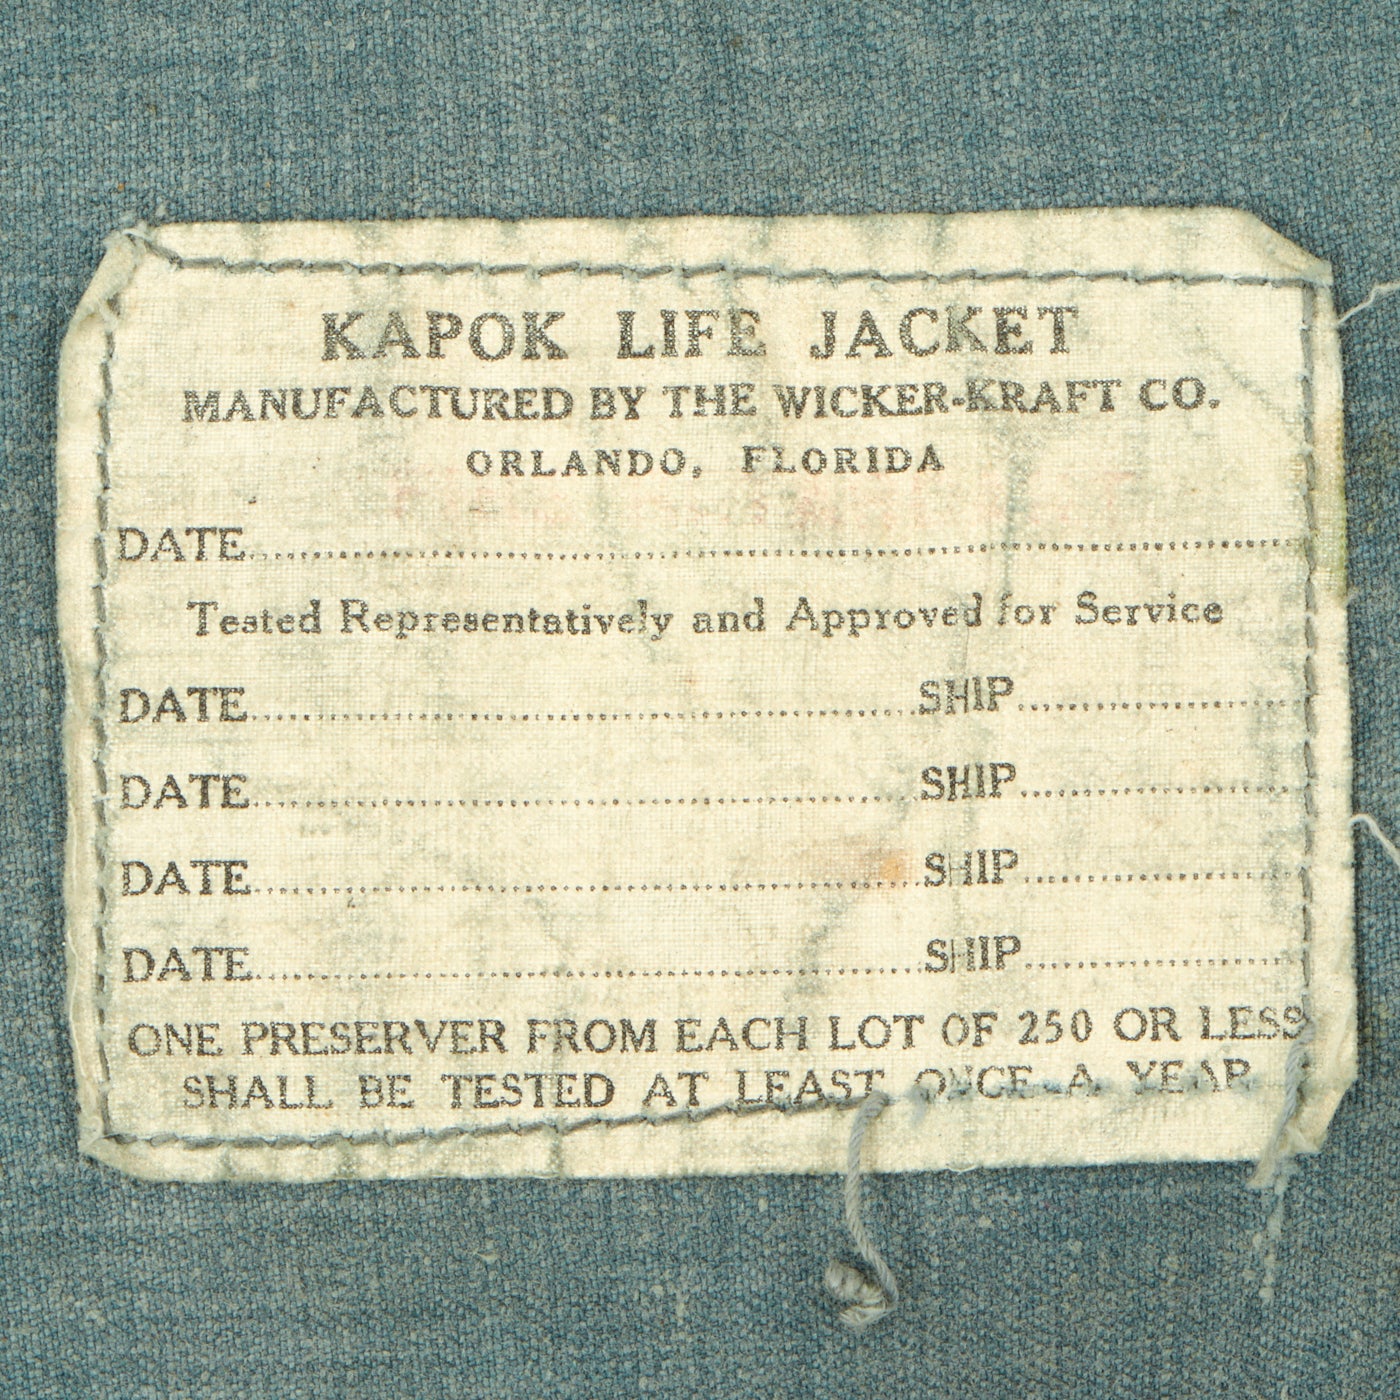 KAPOK LIFE JACKET
MANUFACTURED BY THE WICKER-KRAFT CO.
ORLANDO, FLORIDA
DATE
Tested Representatively and Approved for Service
DATE SHIP
DATE SHIP
DATE SHIP
DATE SHIP
ONE PRESERVER FROM EACH LOT OF 250 OR LESS
SHALL BE TESTED AT LEAST ONCE A YEAR